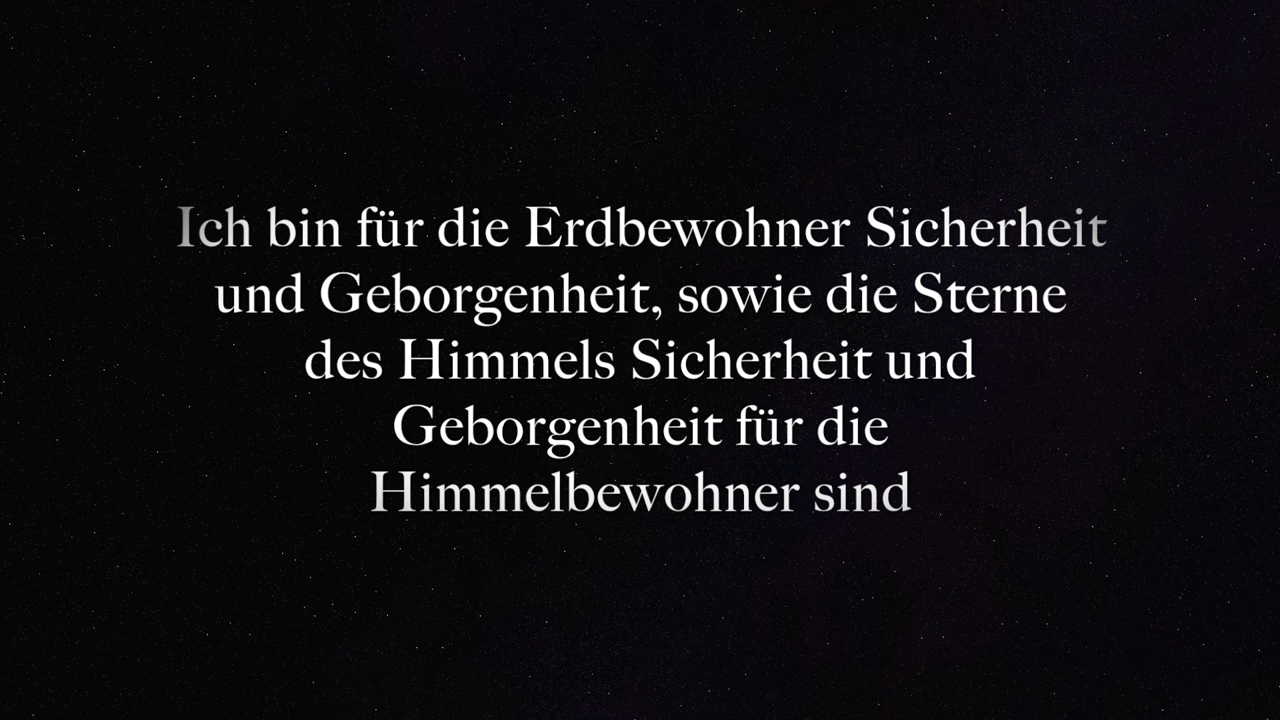 Ich bin für die Erdbewohner Sicherheit
und Geborgenheit, sowie die Sterne
des Himmels Sicherheit und
Geborgenheit für die
Himmelbewohner sind